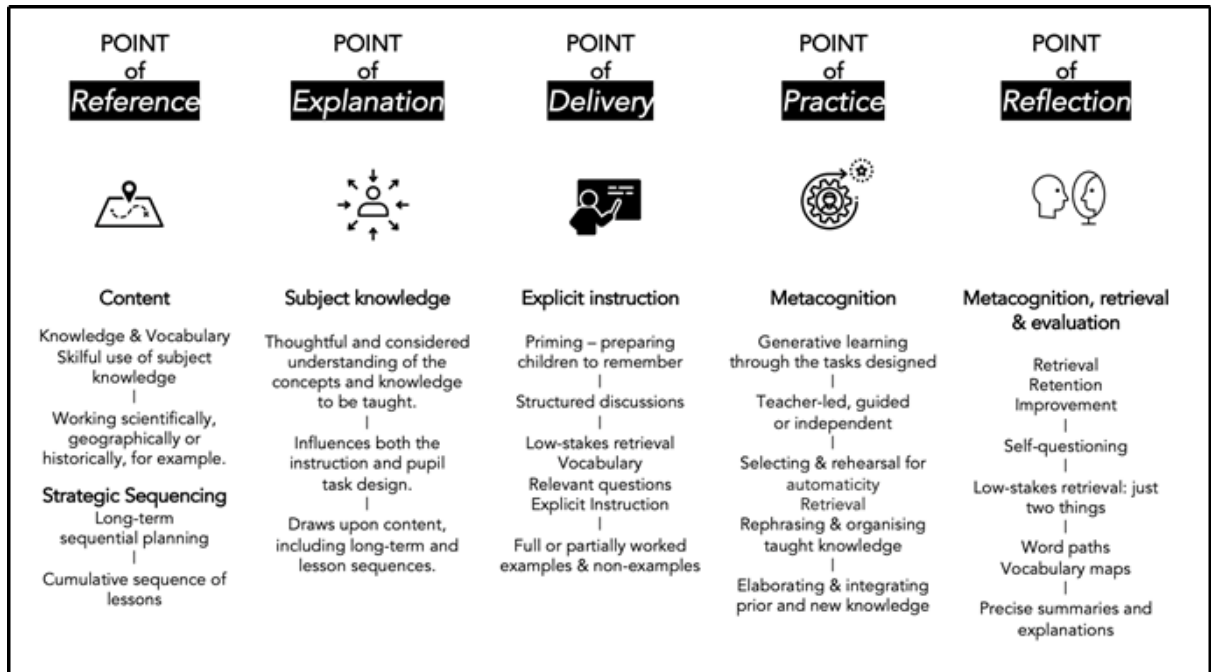 POINT
of
Reference
Content
Knowledge & Vocabulary
Skilful use of subject
knowledge
|
Working scientifically,
geographically or
historically, for example.
Strategic Sequencing
Long-term
sequential planning
|
Cumulative sequence of
lessons
POINT
of
Explanation
Subject knowledge
Thoughtful and considered
understanding of the
concepts and knowledge
to be taught.
|
Influences both the
instruction and pupil
task design.
|
Draws upon content,
including long-term and
lesson sequences.
POINT
of
Delivery
Explicit instruction
Priming – preparing
children to remember
|
Structured discussions
|
Low-stakes retrieval
Vocabulary
Relevant questions
Explicit Instruction
|
Full or partially worked
examples & non-examples
POINT
of
Practice
Metacognition
Generative learning
through the tasks designed
|
Teacher-led, guided
or independent
|
Selecting & rehearsal for
automaticity
Retrieval
Rephrasing & organising
taught knowledge
|
Elaborating & integrating
prior and new knowledge
POINT
of
Reflection
Metacognition, retrieval
& evaluation
Retrieval
Retention
Improvement
|
Self-questioning
|
Low-stakes retrieval: just
two things
|
Word paths
Vocabulary maps
|
Precise summaries and
explanations